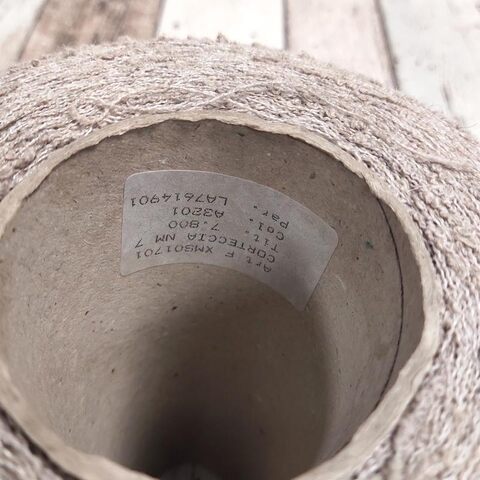 Art F XMS01701
CORTECCIA NM 7
Tit. 7.800
Col. A3201
Par. LA7614901